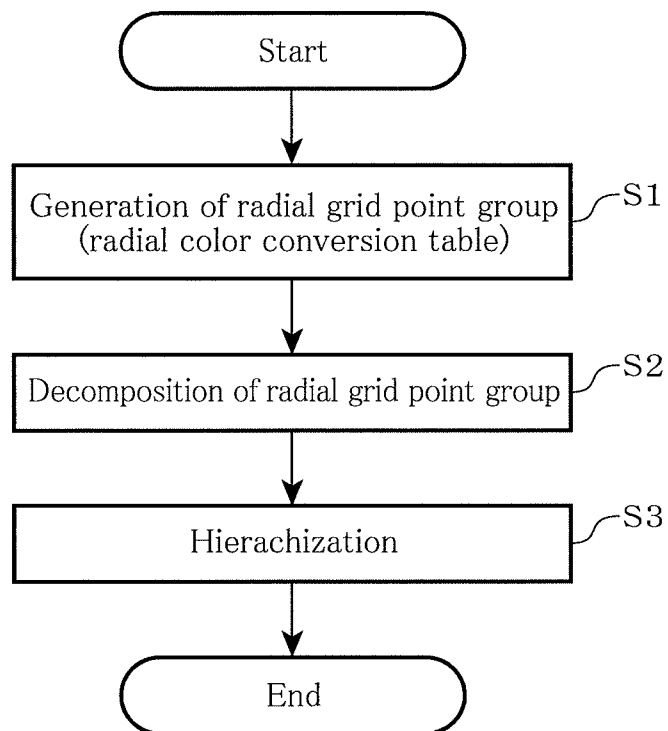 Start
Generation of radial grid point group
(radial color conversion table)
S1
Decomposition of radial grid point group
S2
Hierachization
S3
End